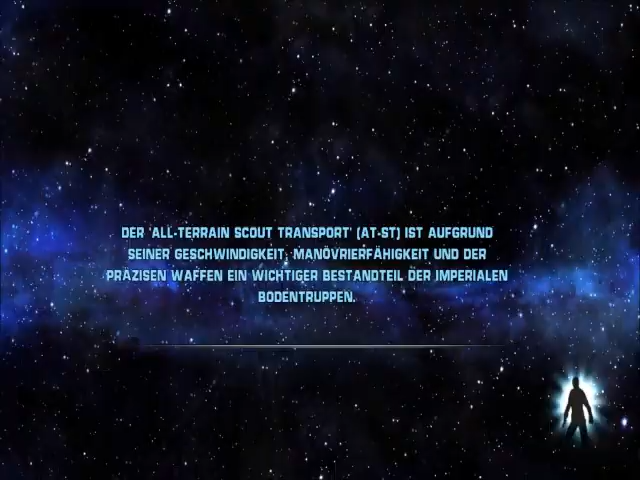 DER 'ALL-TERRAIN SCOUT TRANSPORT' (AT-ST) IST AUFGRUND
SEINER GESCHWINDIGKEIT, MANÖVRIERFÄHIGKEIT UND DER
PRÄZISEN WAFFEN EIN WICHTIGER BESTANDTEIL DER IMPERIALEN
BODENTRUPPEN.